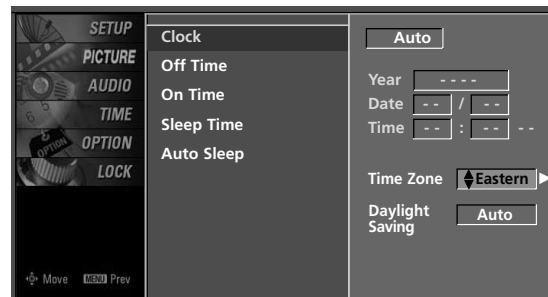 SETUP
PICTURE
AUDIO
TIME
OPTION
LOCK
Move MENU Prev
Clock
Off Time
On Time
Sleep Time
Auto Sleep
Auto
Year - - - -
Date - - / - -
Time - - : - - - -
Time Zone Eastern
Daylight
Saving Auto